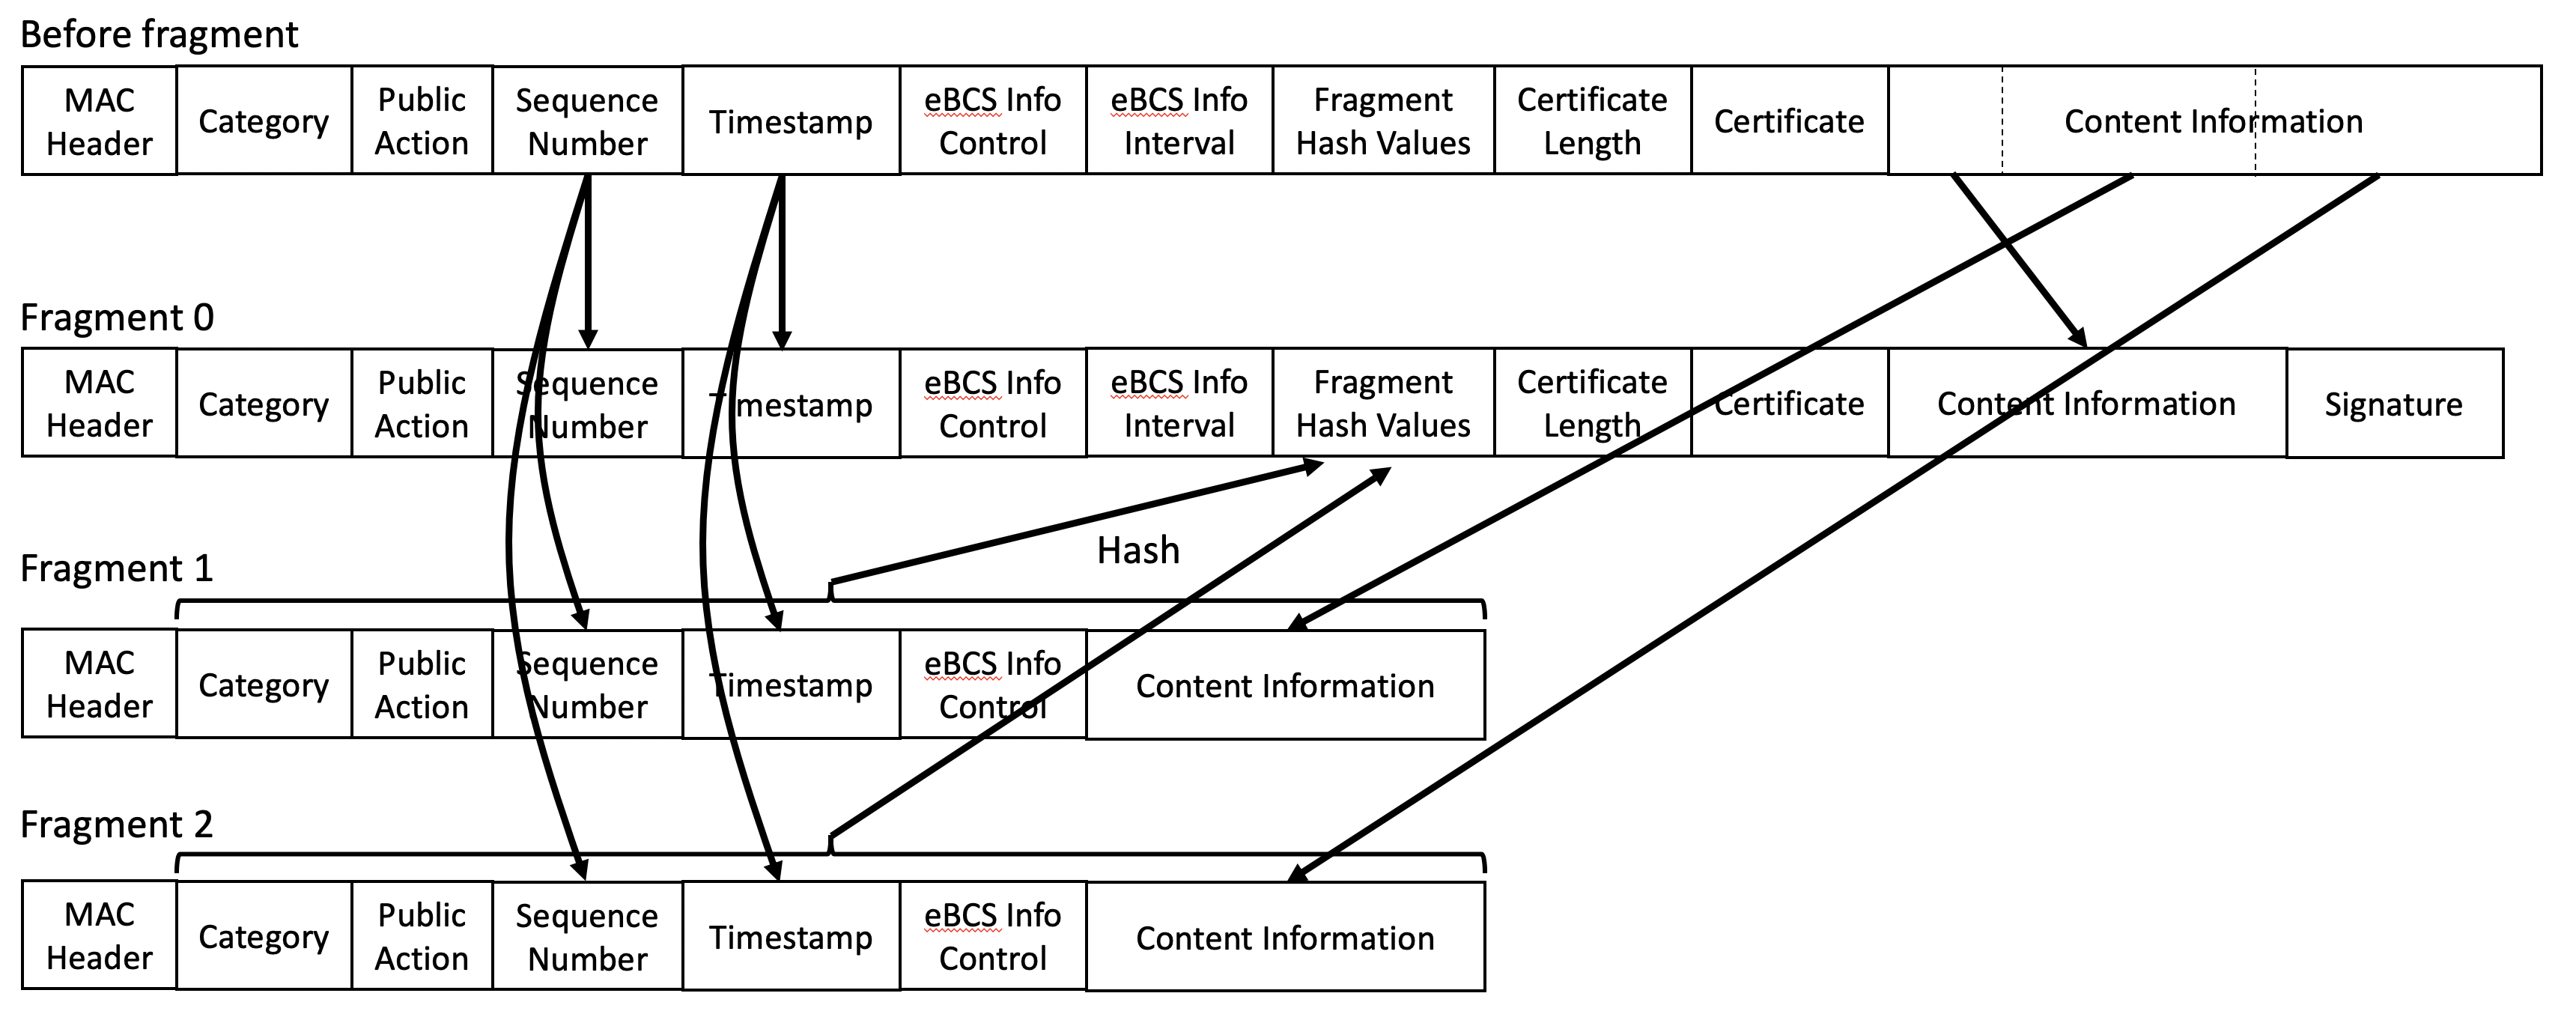 Before fragment
MAC
Header
Category
Public
Action
Sequence
Number
Timestamp
eBCS Info
Control
eBCS Info
Interval
Fragment
Hash Values
Certificate
Length
Certificate
Content Information
Fragment 0
MAC
Header
Category
Public
Action
Sequence
Number
Timestamp
eBCS Info
Control
eBCS Info
Interval
Fragment
Hash Values
Certificate
Length
Certificate
Content Information
Signature
Hash
Fragment 1
MAC
Header
Category
Public
Action
Sequence
Number
Timestamp
eBCS Info
Control
Content Information
Fragment 2
MAC
Header
Category
Public
Action
Sequence
Number
Timestamp
eBCS Info
Control
Content Information